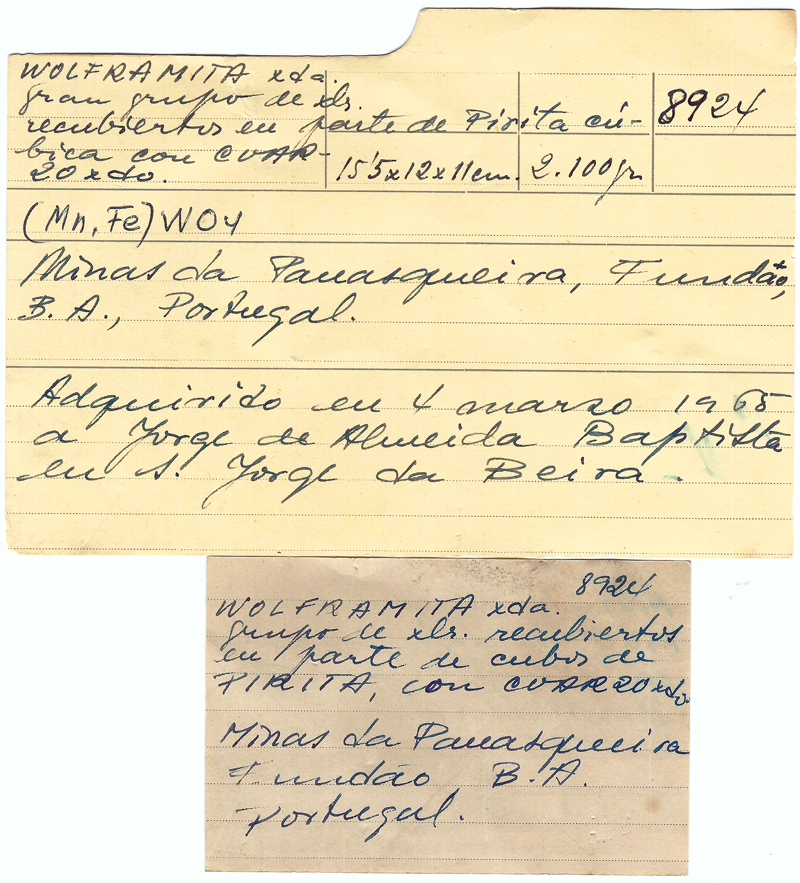 WOLFRAMITA xda.
gran grupo de xls.
recubiertos en parte de Pirita cú-
bica con CUAR-
20 xdo.
15'5x12x11cm.
2.100gr
8924
(Mn, Fe)WO4
Minas da Panasqueira, Fundão,
B. A., Portugal.
Adquirido en 4 marzo 1965
a Jorge de Almeida Baptista
en S. Jorge da Beira.
8924
WOLFRAMITA xda.
grupo de xls. recubiertos
en parte de cubos de
PIRITA, con CUARZO xdo
Minas da Panasqueira
Fundão B.A.
Portugal.